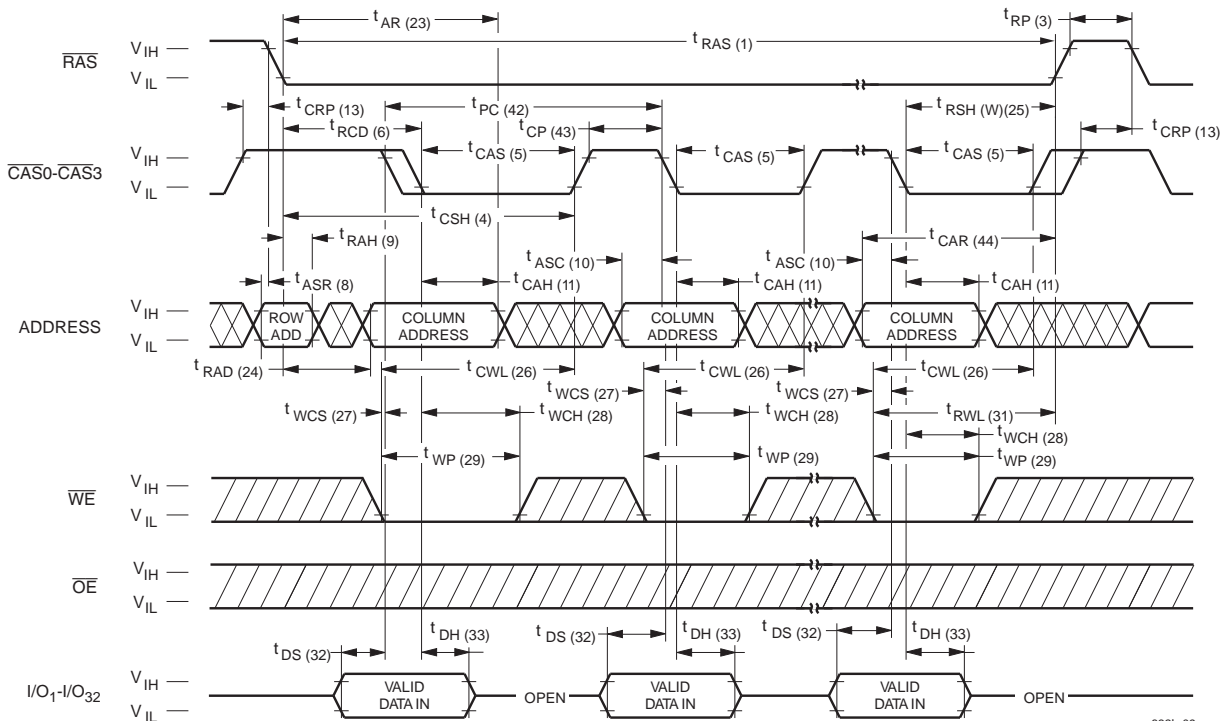 t AR (23)
t RP (3)
t RAS (1)
RAS
V IH
V IL
t CRP (13)
t PC (42)
t RSH (W)(25)
t RCD (6)
t CP (43)
t CRP (13)
CAS0-CAS3
V IH
V IL
t CAS (5)
t CAS (5)
t CAS (5)
t CSH (4)
t RAH (9)
t CAR (44)
t ASC (10)
t ASC (10)
t ASR (8)
t CAH (11)
t CAH (11)
t CAH (11)
ADDRESS
V IH
V IL
ROW ADD
COLUMN ADDRESS
COLUMN ADDRESS
COLUMN ADDRESS
t RAD (24)
t CWL (26)
t CWL (26)
t CWL (26)
t WCS (27)
t WCS (27)
t WCS (27)
t WCH (28)
t WCH (28)
t RWL (31)
t WCH (28)
t WP (29)
t WP (29)
t WP (29)
WE
V IH
V IL
OE
V IH
V IL
t DS (32)
t DH (33)
t DS (32)
t DH (33)
t DS (32)
t DH (33)
I/O1-I/O32
V IH
V IL
VALID DATA IN
OPEN
VALID DATA IN
VALID DATA IN
OPEN